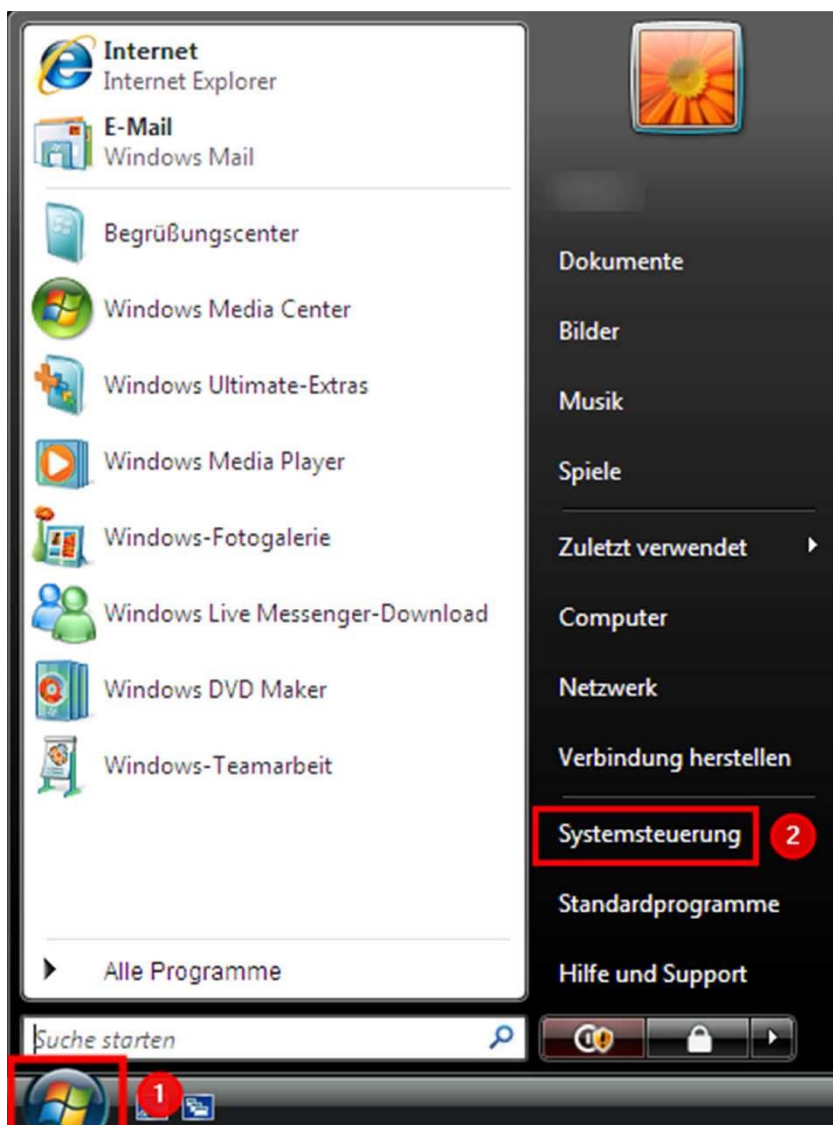 Internet
Internet Explorer
E-Mail
Windows Mail
Begrüßungscenter
Windows Media Center
Windows Ultimate-Extras
Windows Media Player
Windows-Fotogalerie
Windows Live Messenger-Download
Windows DVD Maker
Windows-Teamarbeit
Alle Programme
Suche starten
1
Dokumente
Bilder
Musik
Spiele
Zuletzt verwendet
Computer
Netzwerk
Verbindung herstellen
Systemsteuerung 2
Standardprogramme
Hilfe und Support